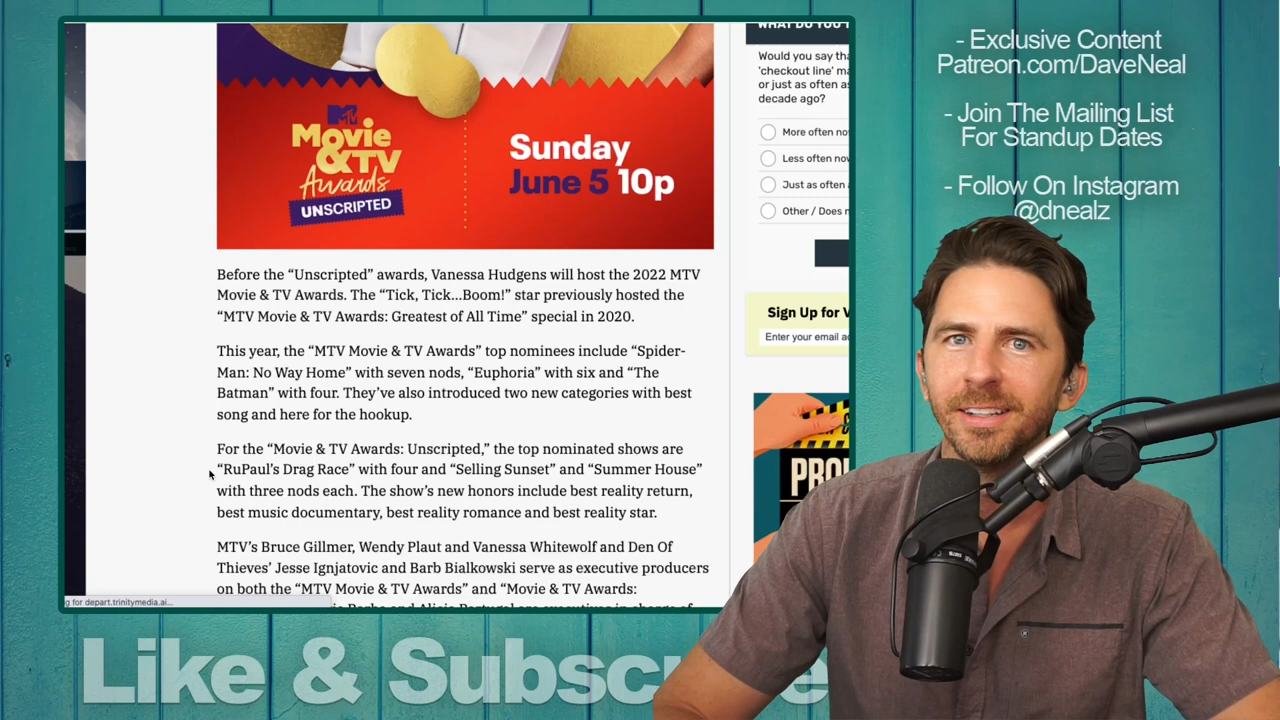 MTV
Movie
&TV
Awards
UNSCRIPTED
Sunday
June 5 10p
Before the “Unscripted” awards, Vanessa Hudgens will host the 2022 MTV
Movie & TV Awards. The “Tick, Tick...Boom!” star previously hosted the
“MTV Movie & TV Awards: Greatest of All Time” special in 2020.
This year, the “MTV Movie & TV Awards” top nominees include “Spider-
Man: No Way Home” with seven nods, “Euphoria” with six and “The
Batman” with four. They’ve also introduced two new categories with best
song and here for the hookup.
For the “Movie & TV Awards: Unscripted,” the top nominated shows are
“RuPaul’s Drag Race” with four and “Selling Sunset” and “Summer House”
with three nods each. The show’s new honors include best reality return,
best music documentary, best reality romance and best reality star.
MTV’s Bruce Gillmer, Wendy Plaut and Vanessa Whitewolf and Den Of
Thieves’ Jesse Ignjatovic and Barb Bialkowski serve as executive producers
on both the “MTV Movie & TV Awards” and “Movie & TV Awards:
g for depart.trinitymedia.ai...
WHAT DO YOU
Would you say tha
'checkout line' ma
or just as often as
decade ago?
More often no
Less often now
Just as often
Other / Does n
Sign Up for V
Enter your email ad
- Exclusive Content
Patreon.com/DaveNeal
- Join The Mailing List
For Standup Dates
- Follow On Instagram
@dnealz
Like & Subscribe